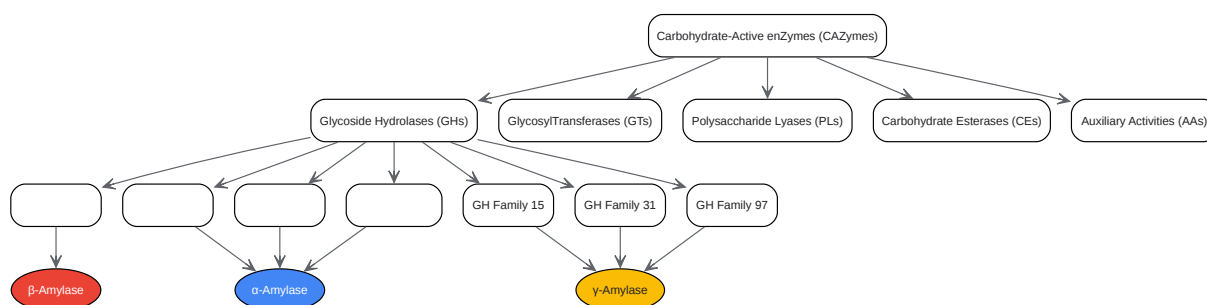 Carbohydrate-Active enZymes (CAZymes)
Glycoside Hydrolases (GHs)
GlycosylTransferases (GTs)
Polysaccharide Lyases (PLs)
Carbohydrate Esterases (CEs)
Auxiliary Activities (AAs)
GH Family 15
GH Family 31
GH Family 97
β-Amylase
α-Amylase
γ-Amylase